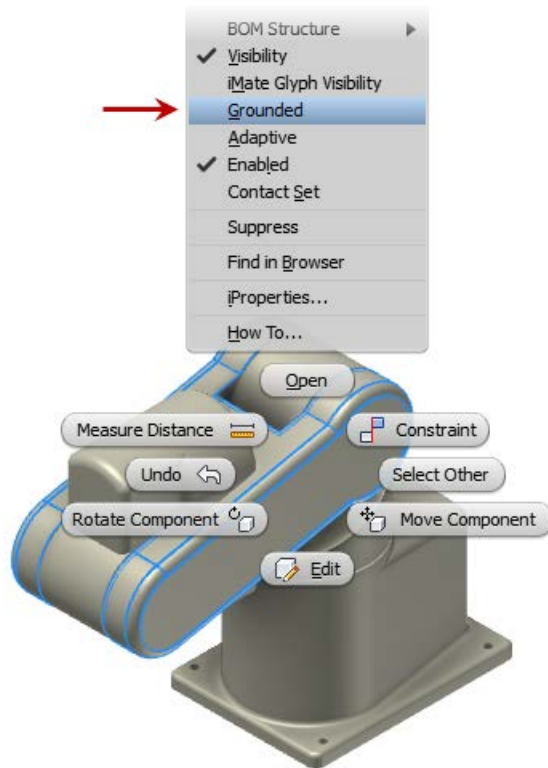 BOM Structure
Visibility
iMate Glyph Visibility
Grounded
Adaptive
Enabled
Contact Set
Suppress
Find in Browser
iProperties...
How To...
Open
Measure Distance
Constraint
Undo
Select Other
Rotate Component
Move Component
Edit